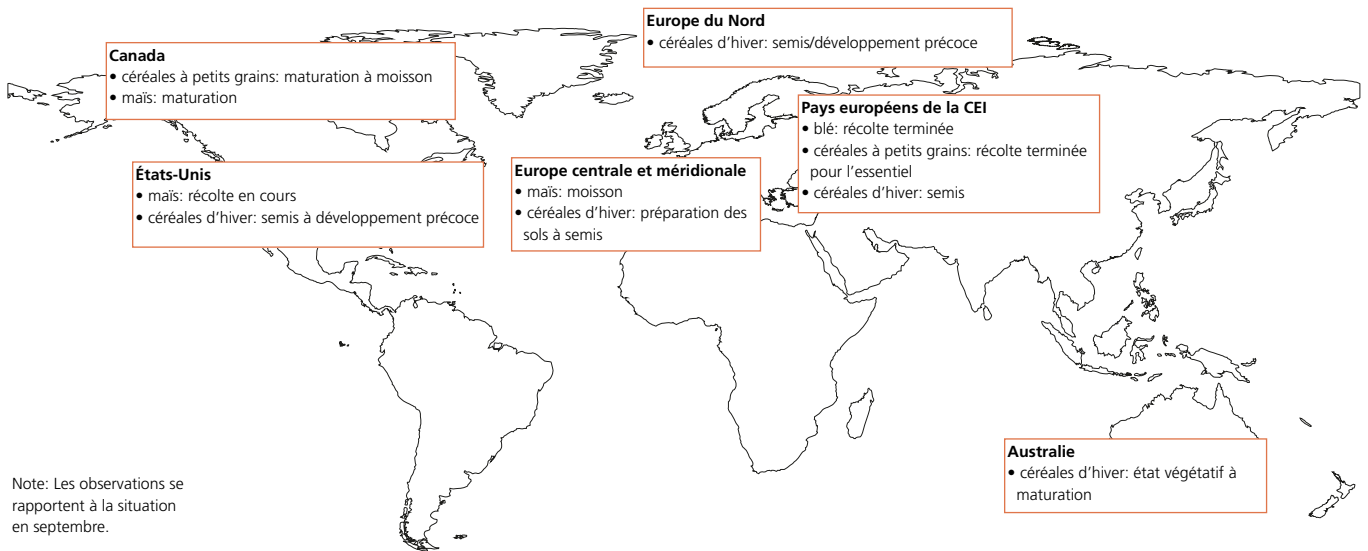 Europe du Nord
• céréales d'hiver: semis/développement précoce
Canada
• céréales à petits grains: maturation à moisson
• maïs: maturation
Pays européens de la CEI
• blé: récolte terminée
• céréales à petits grains: récolte terminée
pour l'essentiel
• céréales d'hiver: semis
États-Unis
• maïs: récolte en cours
• céréales d'hiver: semis à développement précoce
Europe centrale et méridionale
• maïs: moisson
• céréales d'hiver: préparation des
sols à semis
Australie
• céréales d'hiver: état végétatif à
maturation
Note: Les observations se
rapportent à la situation
en septembre.